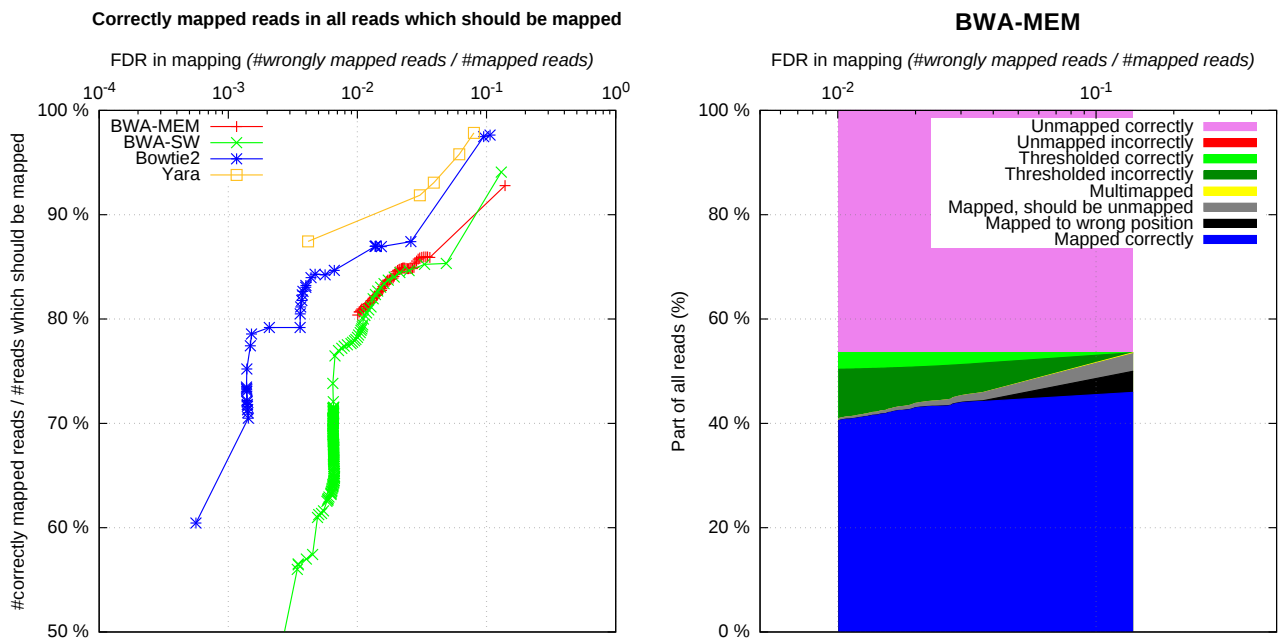 Correctly mapped reads in all reads which should be mapped
FDR in mapping (#wrongly mapped reads / #mapped reads)
10-4 10-3 10-2 10-1 100
#correctly mapped reads / #reads which should be mapped
100 %
90 %
80 %
70 %
60 %
50 %
BWA-MEM
BWA-SW
Bowtie2
Yara
BWA-MEM
FDR in mapping (#wrongly mapped reads / #mapped reads)
10-2 10-1
Part of all reads (%)
100 %
80 %
60 %
40 %
20 %
0 %
Unmapped correctly
Unmapped incorrectly
Thresholded correctly
Thresholded incorrectly
Multimapped
Mapped, should be unmapped
Mapped to wrong position
Mapped correctly